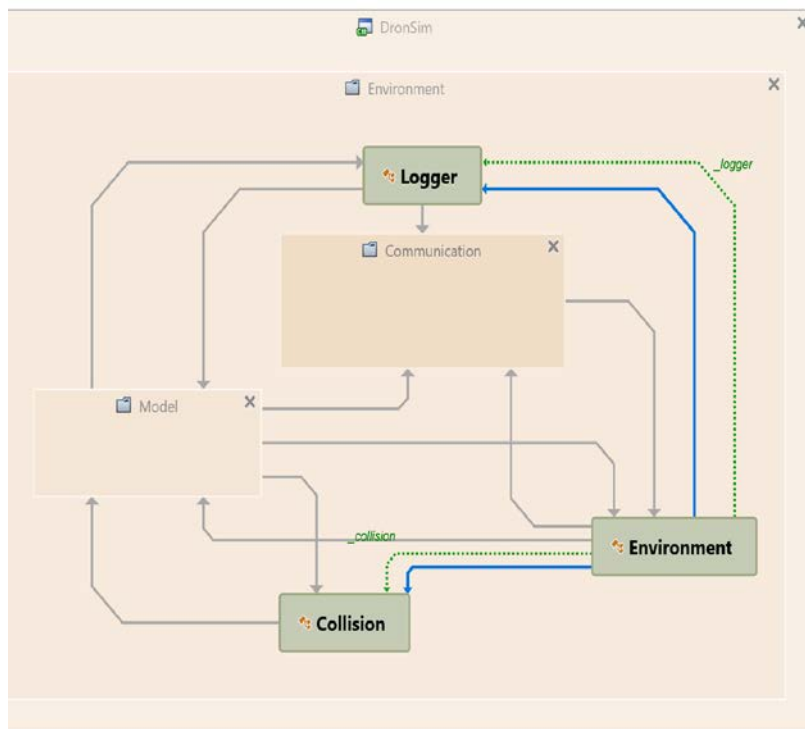 DronSim
Environment
_logger
Logger
Communication
Model
_collision
Environment
Collision